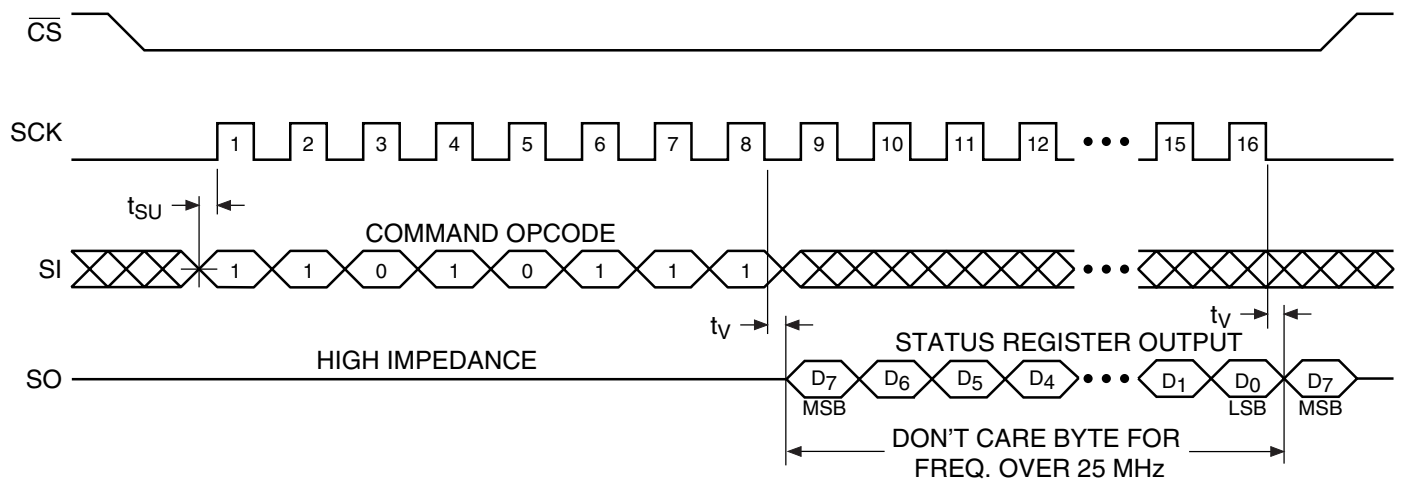 CS
SCK
1 2 3 4 5 6 7 8 9 10 11 12 ••• 15 16
tSU
COMMAND OPCODE
SI
1 1 0 1 0 1 1 1 •••
tV
tV
HIGH IMPEDANCE
STATUS REGISTER OUTPUT
SO
D7 D6 D5 D4 ••• D1 D0 D7
MSB LSB MSB
DON'T CARE BYTE FOR
FREQ. OVER 25 MHz